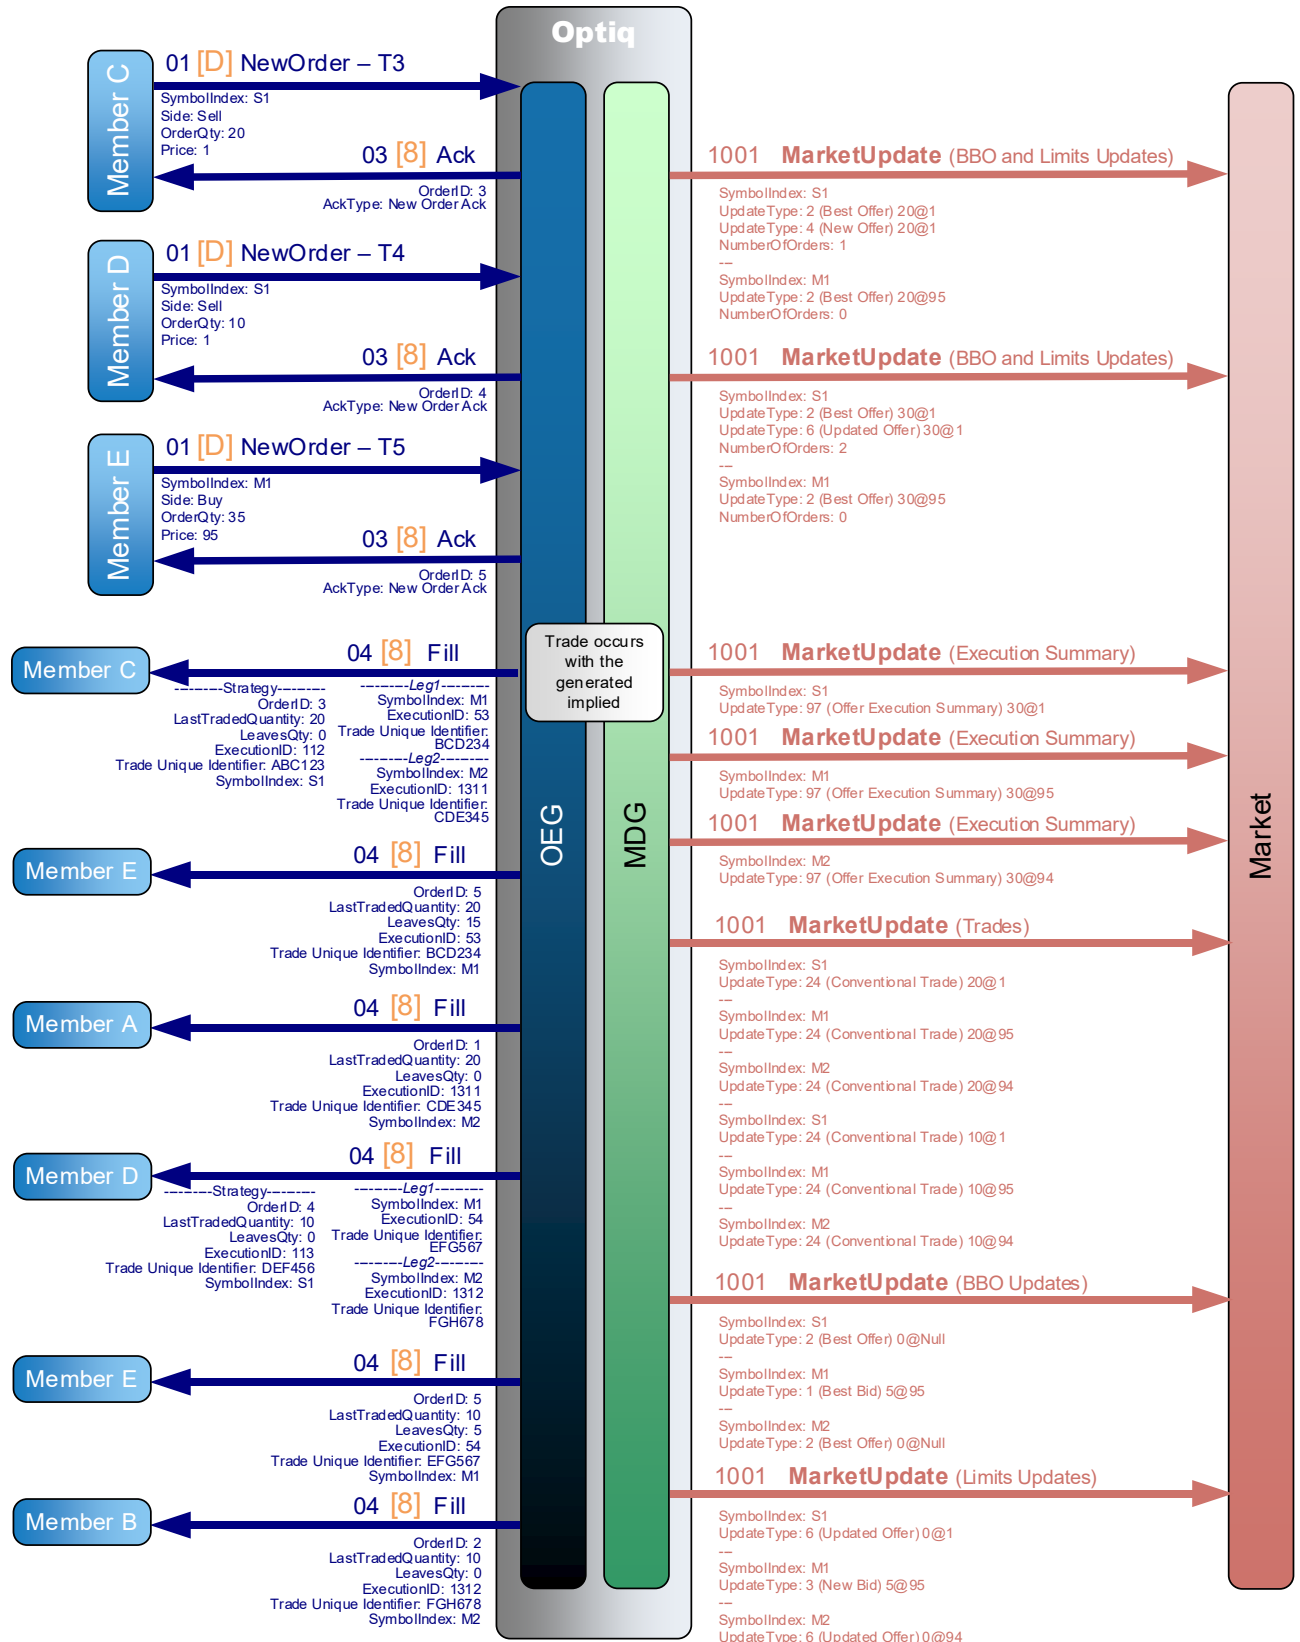 Optiq
Member C
01 [D] NewOrder – T3
SymbolIndex: S1
Side: Sell
OrderQty: 20
Price: 1
03 [8] Ack
OrderID: 3
AckType: New Order Ack
Member D
01 [D] NewOrder – T4
SymbolIndex: S1
Side: Sell
OrderQty: 10
Price: 1
03 [8] Ack
OrderID: 4
AckType: New Order Ack
Member E
01 [D] NewOrder – T5
SymbolIndex: M1
Side: Buy
OrderQty: 35
Price: 95
03 [8] Ack
OrderID: 5
AckType: New Order Ack
Member C
04 [8] Fill
----------Strategy----------
OrderID: 3
LastTradedQuantity: 20
LeavesQty: 0
ExecutionID: 112
Trade Unique Identifier: ABC123
SymbolIndex: S1
----------Leg1----------
SymbolIndex: M1
ExecutionID: 53
Trade Unique Identifier:
BCD234
----------Leg2----------
SymbolIndex: M2
ExecutionID: 1311
Trade Unique Identifier:
CDE345
Member E
04 [8] Fill
OrderID: 5
LastTradedQuantity: 20
LeavesQty: 15
ExecutionID: 53
Trade Unique Identifier: BCD234
SymbolIndex: M1
Member A
04 [8] Fill
OrderID: 1
LastTradedQuantity: 20
LeavesQty: 0
ExecutionID: 1311
Trade Unique Identifier: CDE345
SymbolIndex: M2
Member D
04 [8] Fill
----------Strategy----------
OrderID: 4
LastTradedQuantity: 10
LeavesQty: 0
ExecutionID: 113
Trade Unique Identifier: DEF456
SymbolIndex: S1
----------Leg1----------
SymbolIndex: M1
ExecutionID: 54
Trade Unique Identifier:
EFG567
----------Leg2----------
SymbolIndex: M2
ExecutionID: 1312
Trade Unique Identifier:
FGH678
Member E
04 [8] Fill
OrderID: 5
LastTradedQuantity: 10
LeavesQty: 5
ExecutionID: 54
Trade Unique Identifier: EFG567
SymbolIndex: M1
Member B
04 [8] Fill
OrderID: 2
LastTradedQuantity: 10
LeavesQty: 0
ExecutionID: 1312
Trade Unique Identifier: FGH678
SymbolIndex: M2
OEG
MDG
Trade occurs
with the
generated
implied
1001 MarketUpdate (BBO and Limits Updates)
SymbolIndex: S1
UpdateType: 2 (Best Offer) 20@1
UpdateType: 4 (New Offer) 20@1
NumberOfOrders: 1
---
SymbolIndex: M1
UpdateType: 2 (Best Offer) 20@95
NumberOfOrders: 0
1001 MarketUpdate (BBO and Limits Updates)
SymbolIndex: S1
UpdateType: 2 (Best Offer) 30@1
UpdateType: 6 (Updated Offer) 30@1
NumberOfOrders: 2
---
SymbolIndex: M1
UpdateType: 2 (Best Offer) 30@95
NumberOfOrders: 0
1001 MarketUpdate (Execution Summary)
SymbolIndex: S1
UpdateType: 97 (Offer Execution Summary) 30@1
1001 MarketUpdate (Execution Summary)
SymbolIndex: M1
UpdateType: 97 (Offer Execution Summary) 30@95
1001 MarketUpdate (Execution Summary)
SymbolIndex: M2
UpdateType: 97 (Offer Execution Summary) 30@94
1001 MarketUpdate (Trades)
SymbolIndex: S1
UpdateType: 24 (Conventional Trade) 20@1
---
SymbolIndex: M1
UpdateType: 24 (Conventional Trade) 20@95
---
SymbolIndex: M2
UpdateType: 24 (Conventional Trade) 20@94
---
SymbolIndex: S1
UpdateType: 24 (Conventional Trade) 10@1
---
SymbolIndex: M1
UpdateType: 24 (Conventional Trade) 10@95
---
SymbolIndex: M2
UpdateType: 24 (Conventional Trade) 10@94
1001 MarketUpdate (BBO Updates)
SymbolIndex: S1
UpdateType: 2 (Best Offer) 0@Null
---
SymbolIndex: M1
UpdateType: 1 (Best Bid) 5@95
---
SymbolIndex: M2
UpdateType: 2 (Best Offer) 0@Null
1001 MarketUpdate (Limits Updates)
SymbolIndex: S1
UpdateType: 6 (Updated Offer) 0@1
---
SymbolIndex: M1
UpdateType: 3 (New Bid) 5@95
---
SymbolIndex: M2
UpdateType: 6 (Updated Offer) 0@94
Market